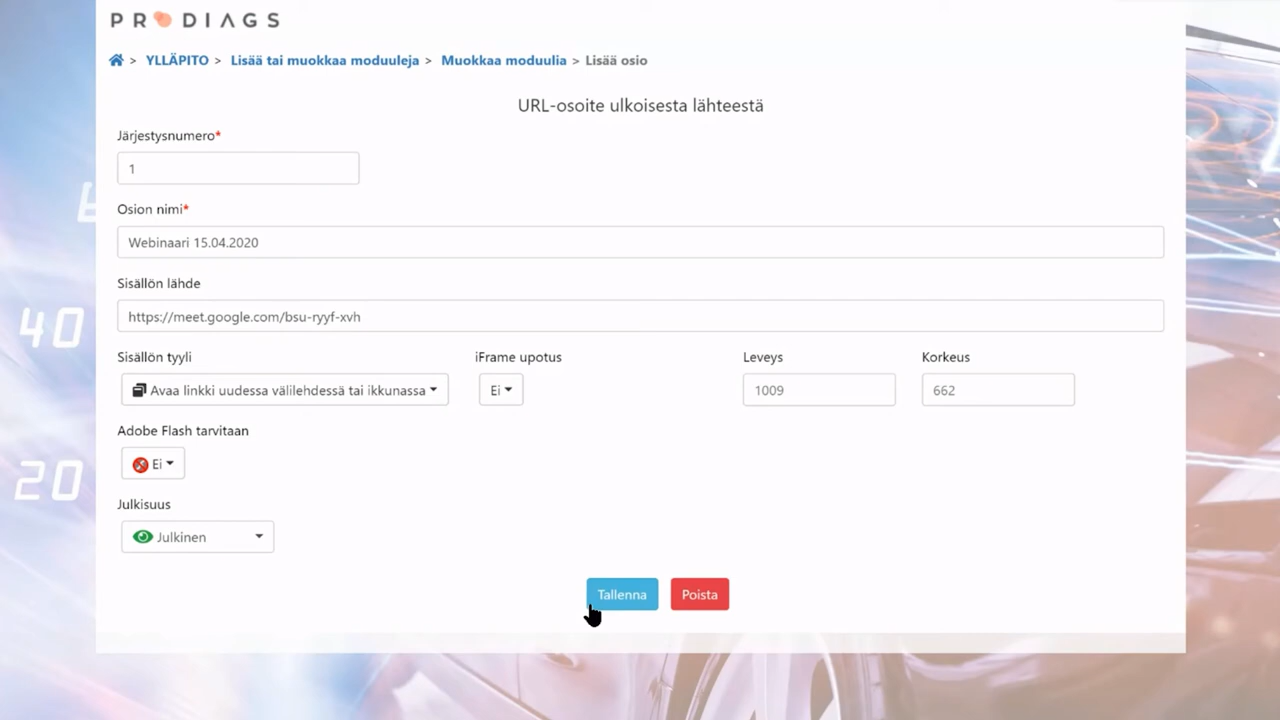 PRODIAGS
> YLLÄPITO > Lisää tai muokkaa moduuleja > Muokkaa moduulia > Lisää osio
URL-osoite ulkoisesta lähteestä
Järjestysnumero*
1
Osion nimi*
Webinaari 15.04.2020
Sisällön lähde
https://meet.google.com/bsu-ryyf-xvh
Sisällön tyyli iFrame upotus Leveys Korkeus
Avaa linkki uudessa välilehdessä tai ikkunassa Ei 1009 662
Adobe Flash tarvitaan
Ei
Julkisuus
Julkinen
Tallenna Poista
40
20